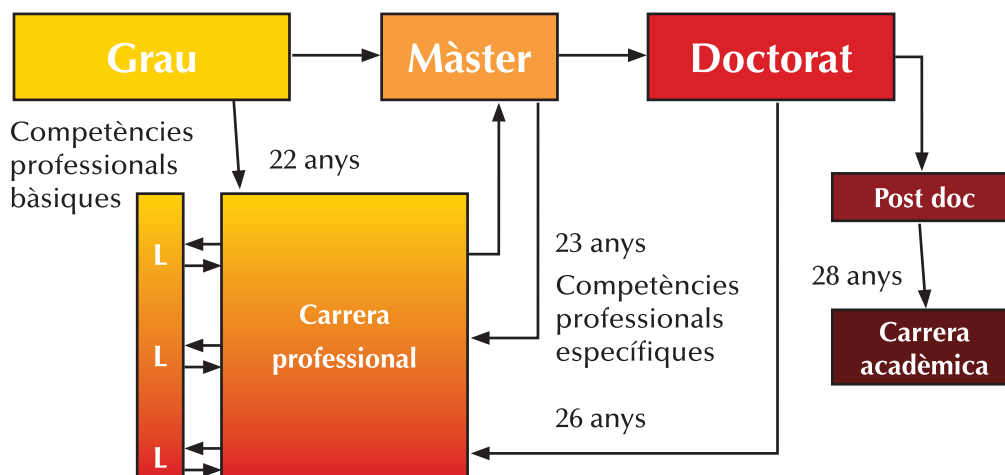 Grau
Màster
Doctorat
Competències
professionals
bàsiques
22 anys
Post doc
L
23 anys
28 anys
Competències
professionals
específiques
Carrera
professional
Carrera
acadèmica
L
26 anys
L